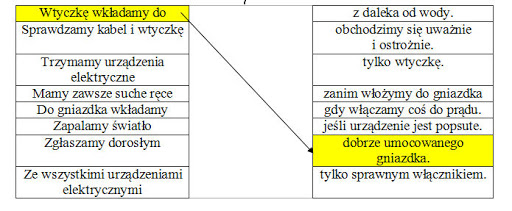 Wtyczkę wkładamy do
Sprawdzamy kabel i wtyczkę
Trzymamy urządzenia
elektryczne
Mamy zawsze suche ręce
Do gniazdka wkładamy
Zapalamy światło
Zgłaszamy dorosłym
Ze wszystkimi urządzeniami
elektrycznymi
z daleka od wody.
obchodzimy się uważnie
i ostrożnie.
tylko wtyczkę.
zanim włożymy do gniazdka
gdy włączamy coś do prądu.
jeśli urządzenie jest popsute.
dobrze umocowanego
gniazdka.
tylko sprawnym włącznikiem.